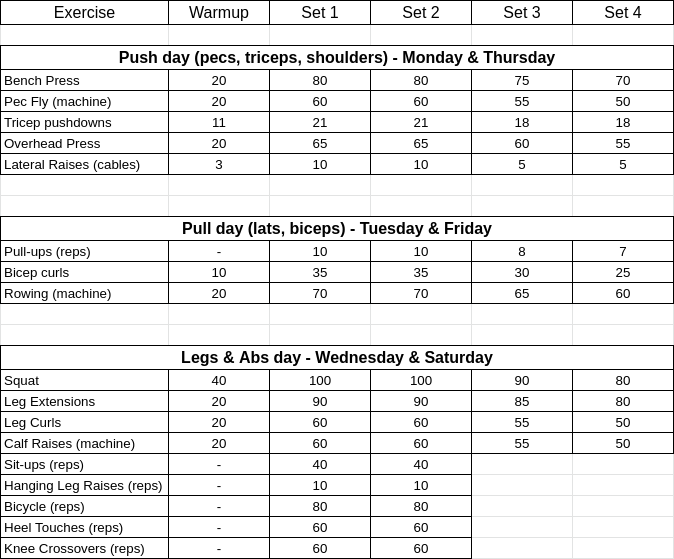 Exercise Warmup Set 1 Set 2 Set 3 Set 4
Push day (pecs, triceps, shoulders) - Monday & Thursday
Bench Press 20 80 80 75 70
Pec Fly (machine) 20 60 60 55 50
Tricep pushdowns 11 21 21 18 18
Overhead Press 20 65 65 60 55
Lateral Raises (cables) 3 10 10 5 5
Pull day (lats, biceps) - Tuesday & Friday
Pull-ups (reps) - 10 10 8 7
Bicep curls 10 35 35 30 25
Rowing (machine) 20 70 70 65 60
Legs & Abs day - Wednesday & Saturday
Squat 40 100 100 90 80
Leg Extensions 20 90 90 85 80
Leg Curls 20 60 60 55 50
Calf Raises (machine) 20 60 60 55 50
Sit-ups (reps) - 40 40
Hanging Leg Raises (reps) - 10 10
Bicycle (reps) - 80 80
Heel Touches (reps) - 60 60
Knee Crossovers (reps) - 60 60